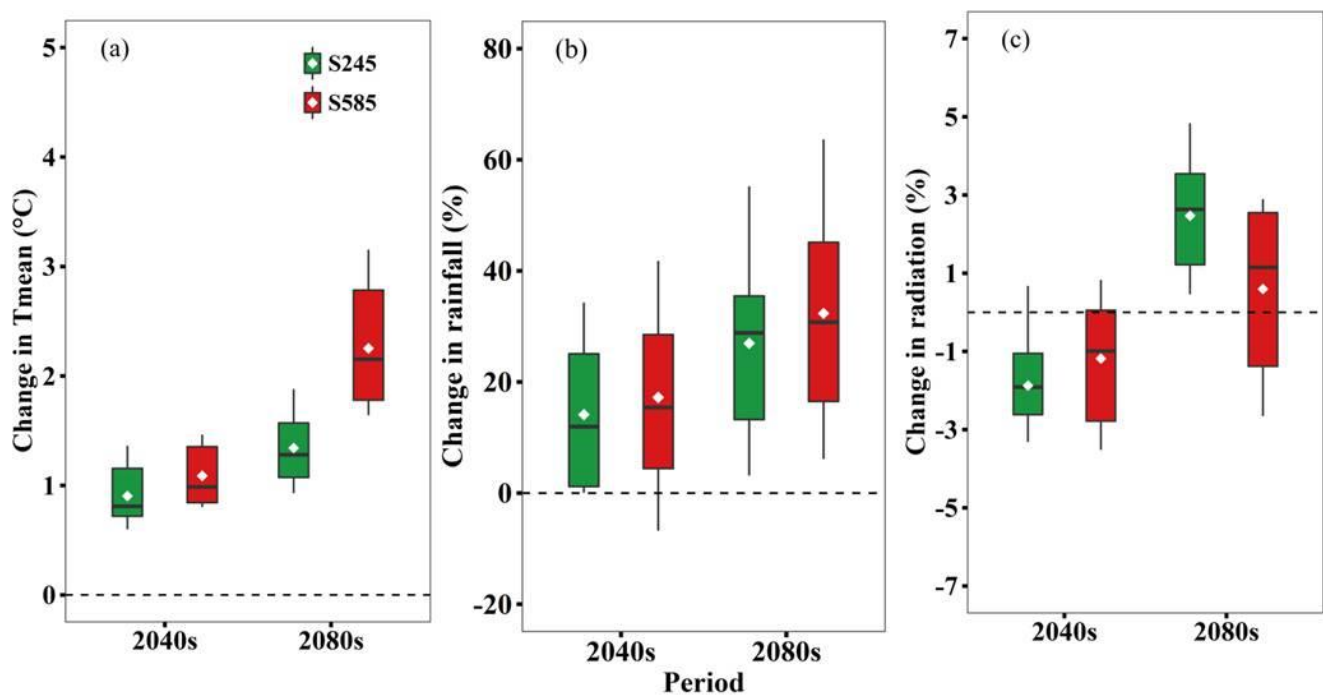 (a)
S245
S585
Change in Tmean (°C)
5
4
3
2
1
0
2040s
2080s
(b)
Change in rainfall (%)
80
60
40
20
0
-20
2040s
2080s
Period
(c)
Change in radiation (%)
7
5
3
1
-1
-3
-5
-7
2040s
2080s